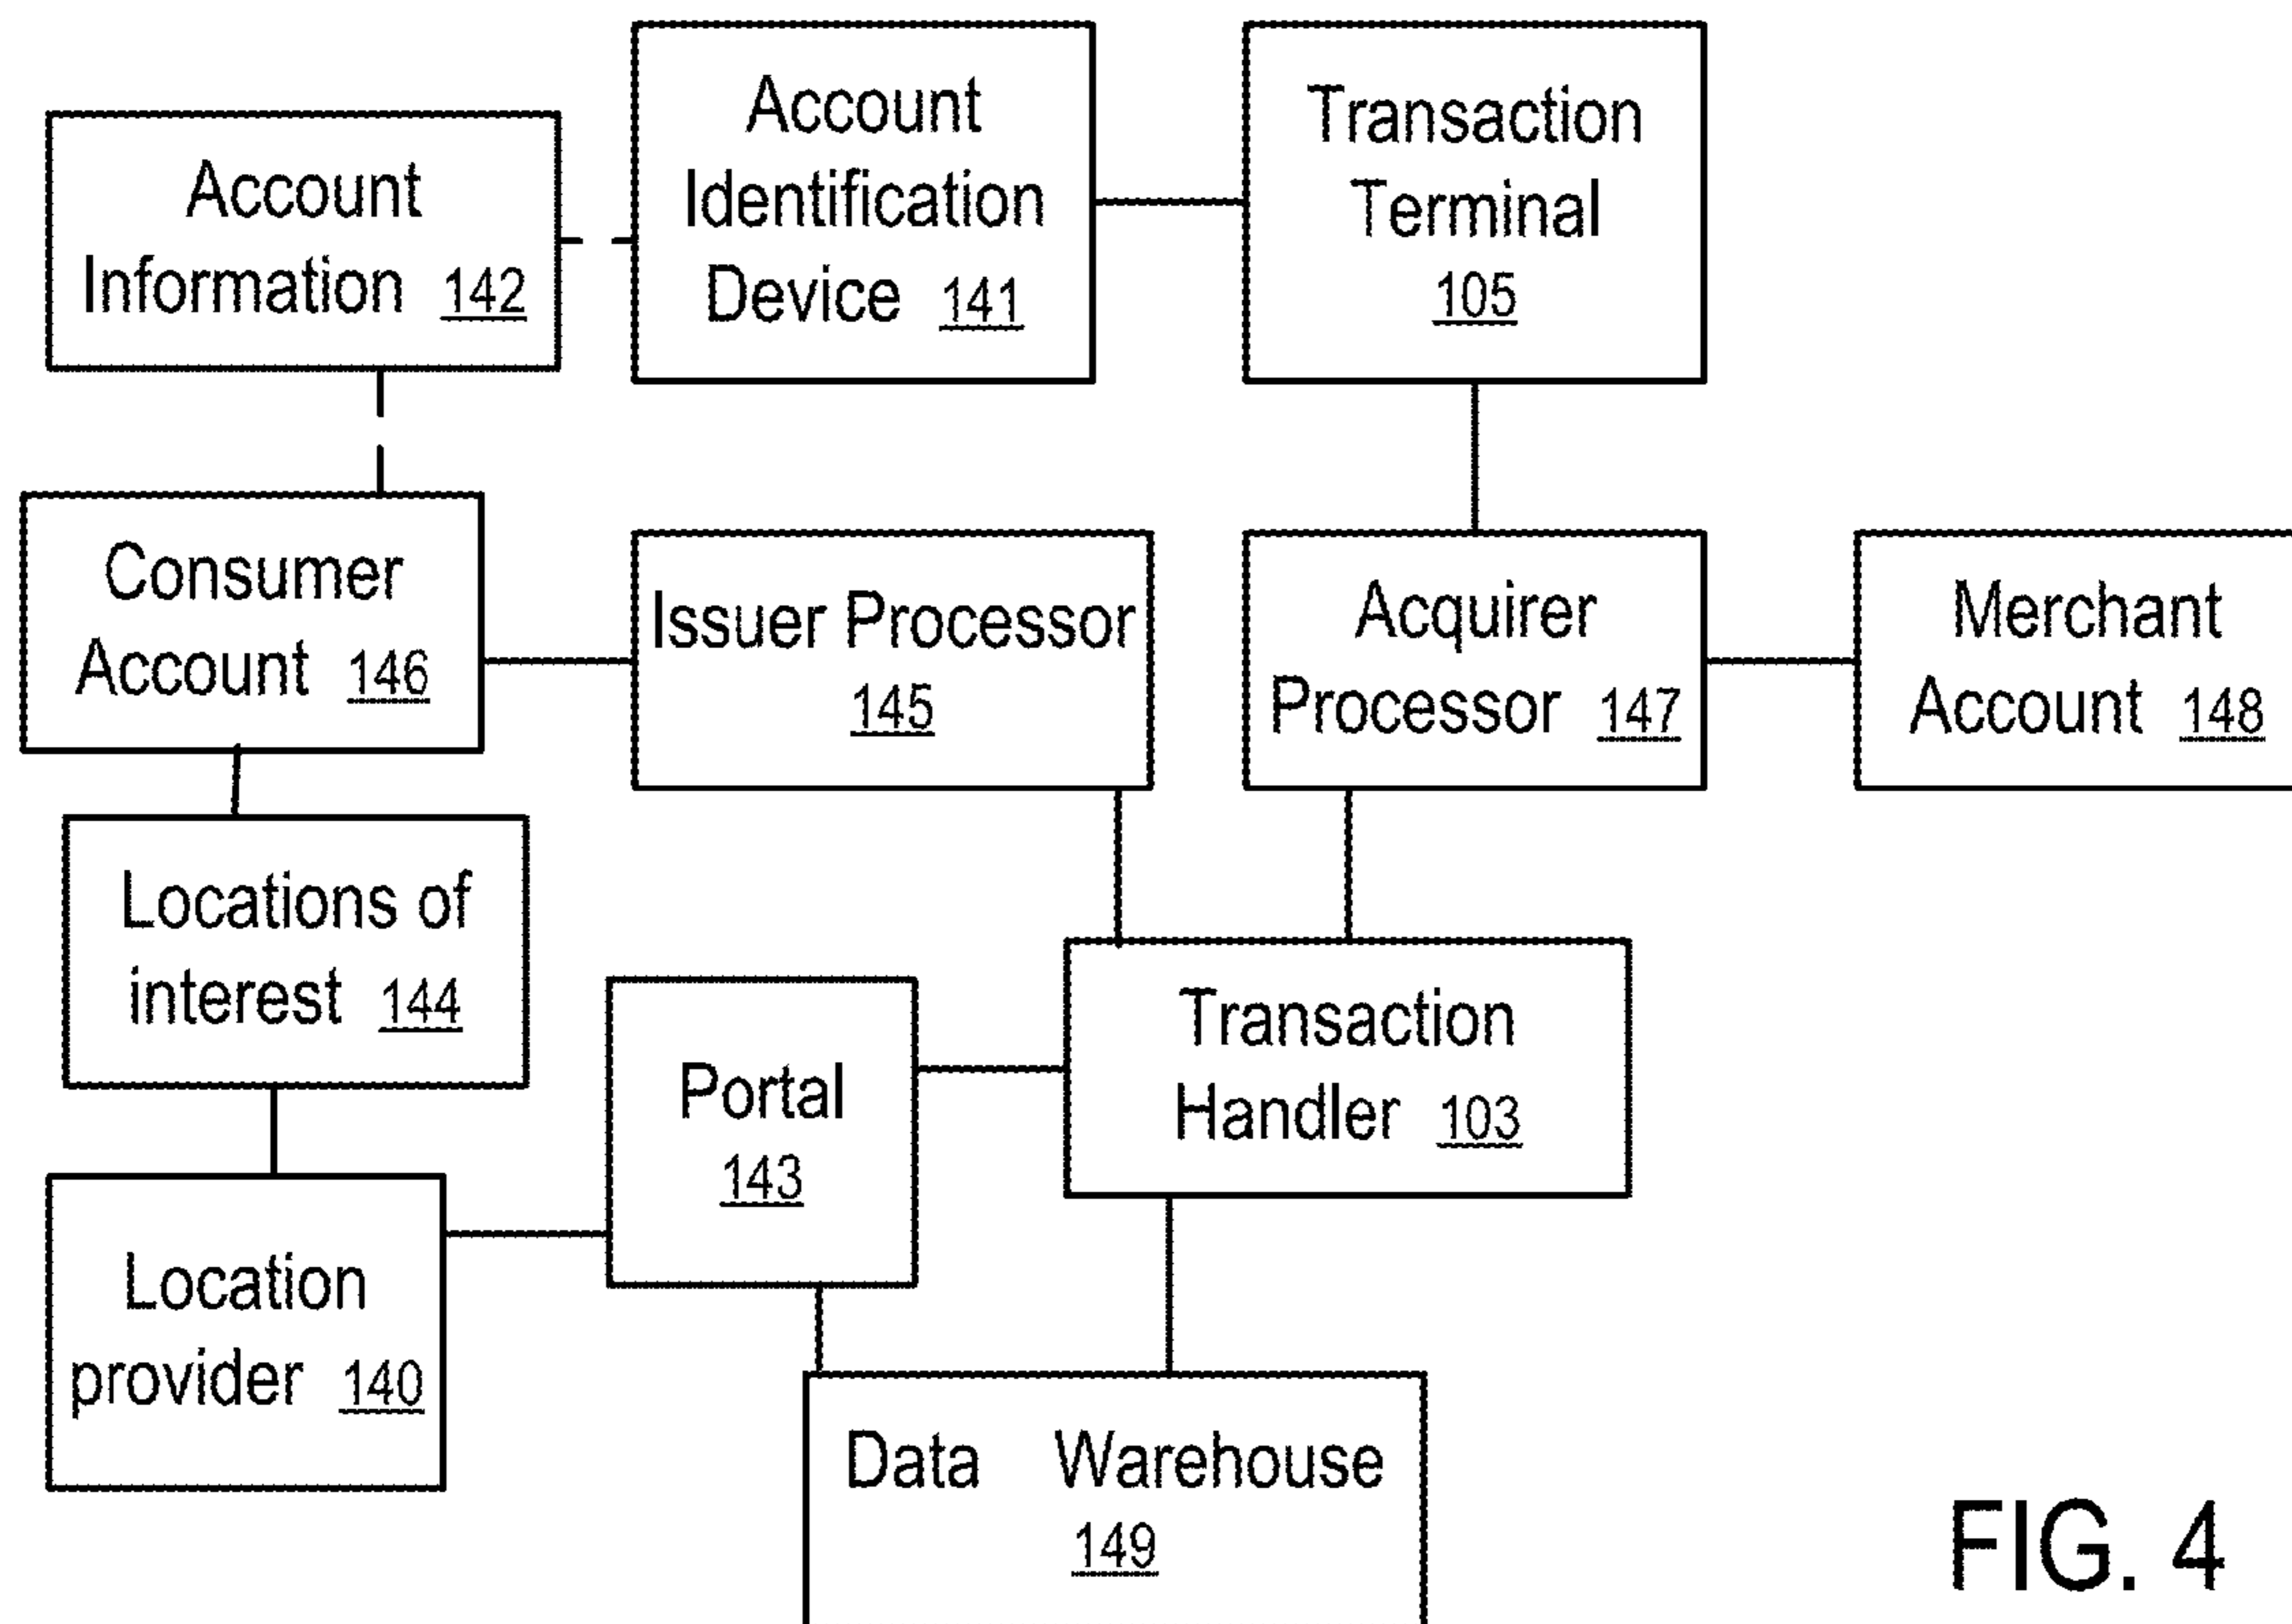 Account
Identification
Device 141
Transaction
Terminal
105
Account
Information 142
Consumer
Account 146
Issuer Processor
145
Acquirer
Processor 147
Merchant
Account 148
Locations of
interest 144
Portal
143
Transaction
Handler 103
Location
provider 140
Data Warehouse
149
FIG. 4